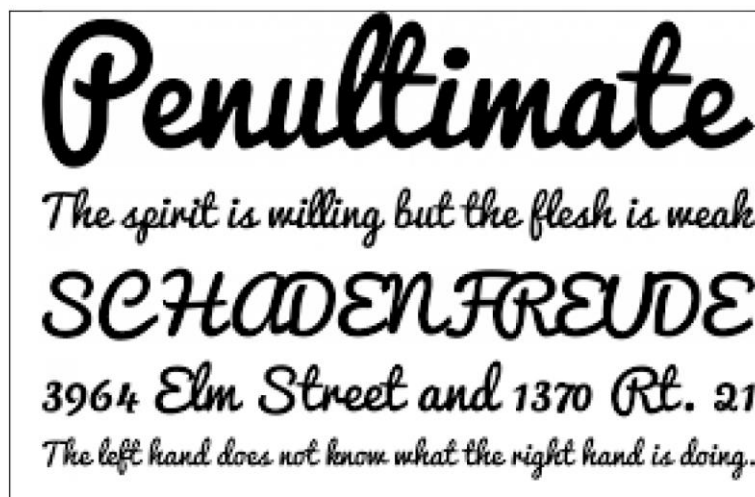 Penultimate
The spirit is willing but the flesh is weak
SCHADENFREUDE
3964 Elm Street and 1370 Rt. 21
The left hand does not know what the right hand is doing.